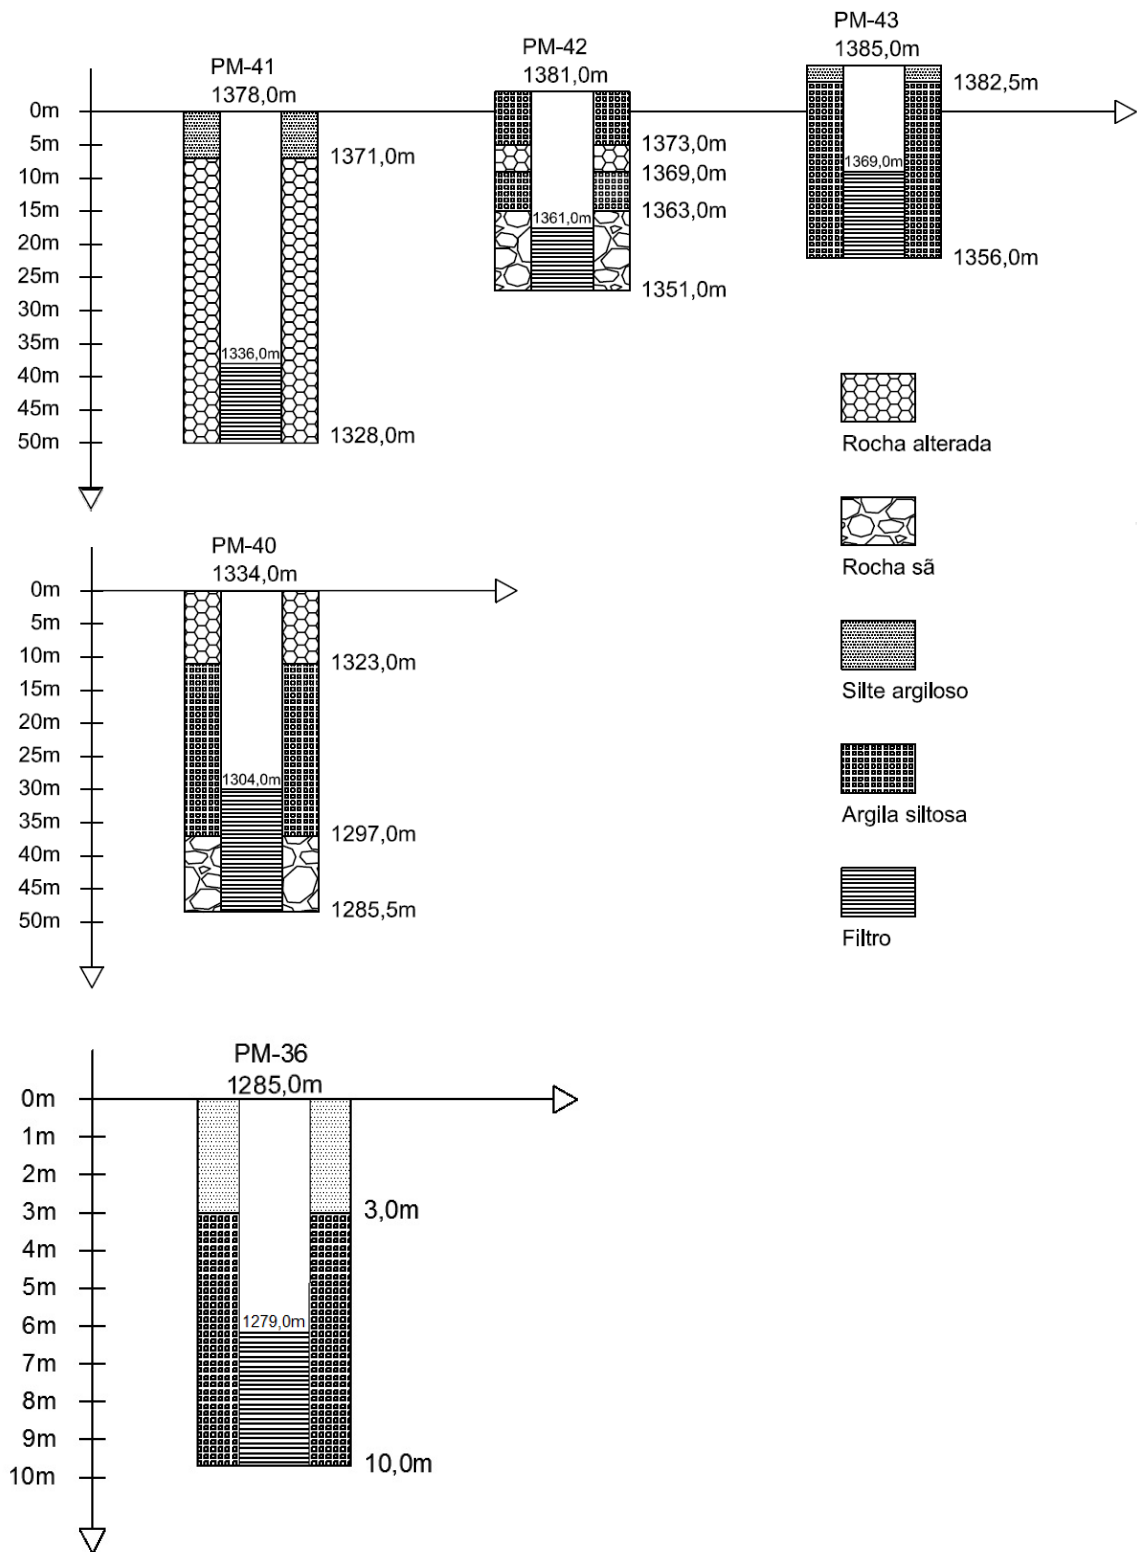 PM-43
1385,0m
PM-42
1381,0m
PM-41
1378,0m
1382,5m
0m
5m
10m
15m
20m
25m
30m
35m
40m
45m
50m
1371,0m
1336,0m
1328,0m
1373,0m
1369,0m
1363,0m
1361,0m
1351,0m
1369,0m
1356,0m
Rocha alterada
Rocha sã
Silte argiloso
Argila siltosa
Filtro
PM-40
1334,0m
0m
5m
10m
15m
20m
25m
30m
35m
40m
45m
50m
1323,0m
1304,0m
1297,0m
1285,5m
PM-36
1285,0m
0m
1m
2m
3m
4m
5m
6m
7m
8m
9m
10m
3,0m
1279,0m
10,0m